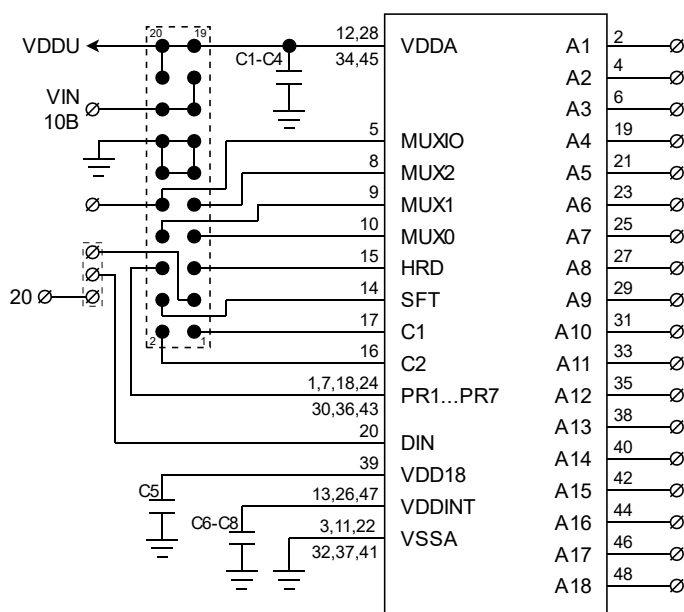 20 19 12,28 VDDA A1 2
VDDU C1-C4 34,45 A2 4
VIN A3 6
10В 5 MUXIO A4 19
8 MUX2 A5 21
9 MUX1 A6 23
10 MUX0 A7 25
15 HRD A8 27
20 14 SFT A9 29
17 C1 A10 31
2 1 16 C2 A11 33
1,7,18,24 PR1...PR7 A12 35
30,36,43 A13 38
20 DIN A14 40
39 VDD18 A15 42
C5 13,26,47 VDDINT A16 44
C6-C8 3,11,22 VSSA A17 46
32,37,41 A18 48